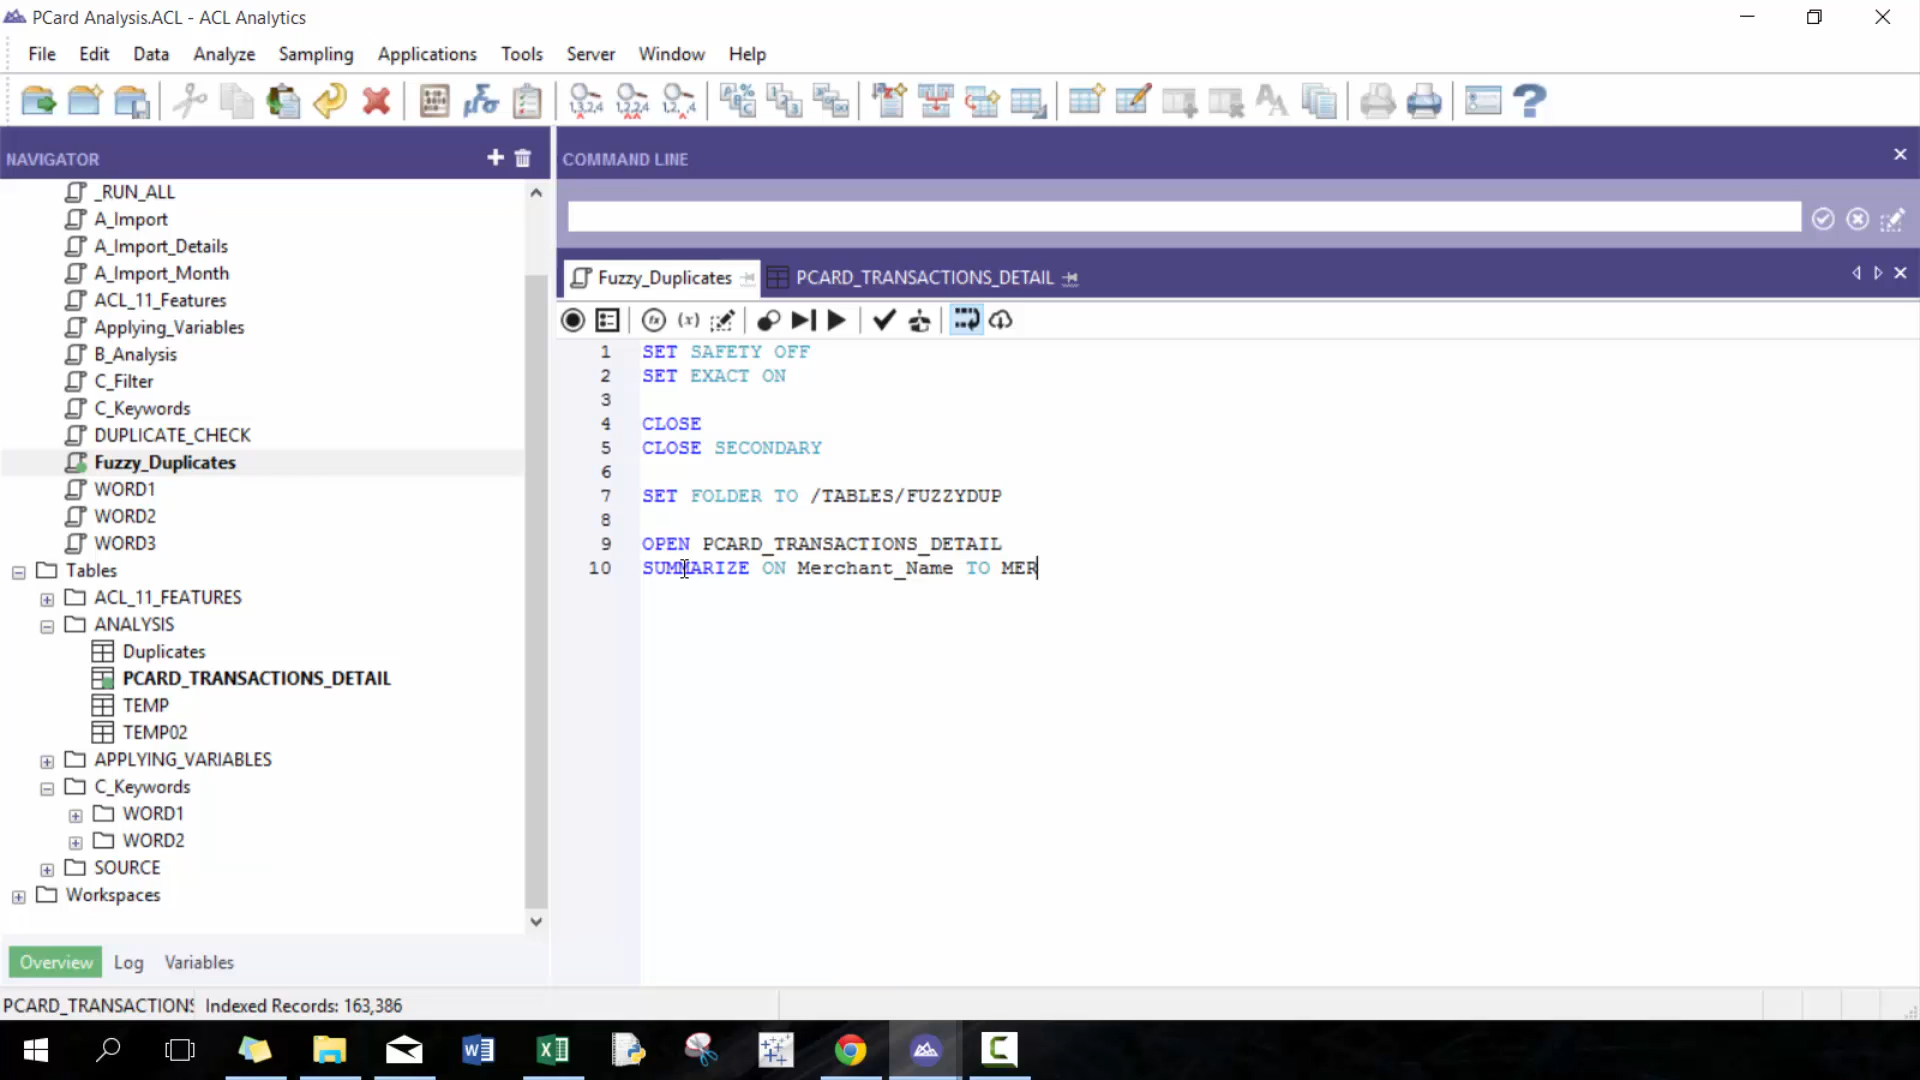 PCard Analysis.ACL - ACL Analytics
File Edit Data Analyze Sampling Applications Tools Server Window Help
NAVIGATOR
_RUN_ALL
A_Import
A_Import_Details
A_Import_Month
ACL_11_Features
Applying_Variables
B_Analysis
C_Filter
C_Keywords
DUPLICATE_CHECK
Fuzzy_Duplicates
WORD1
WORD2
WORD3
Tables
ACL_11_FEATURES
ANALYSIS
Duplicates
PCARD_TRANSACTIONS_DETAIL
TEMP
TEMP02
APPLYING_VARIABLES
C_Keywords
WORD1
WORD2
SOURCE
Workspaces
Overview Log Variables
COMMAND LINE
Fuzzy_Duplicates PCARD_TRANSACTIONS_DETAIL
1 SET SAFETY OFF
2 SET EXACT ON
3
4 CLOSE
5 CLOSE SECONDARY
6
7 SET FOLDER TO /TABLES/FUZZYDUP
8
9 OPEN PCARD_TRANSACTIONS_DETAIL
10 SUMMARIZE ON Merchant_Name TO MER
PCARD_TRANSACTIONS Indexed Records: 163,386